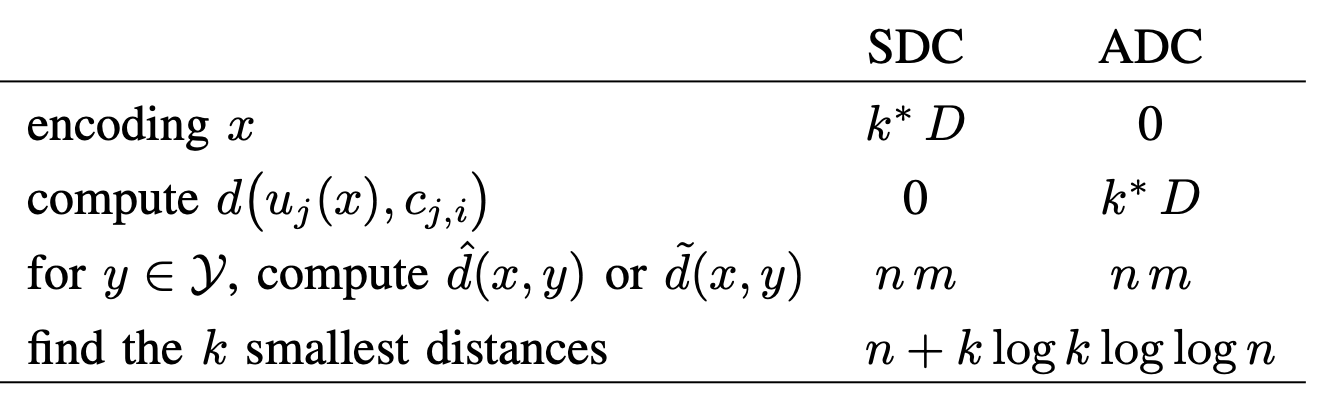 SDC ADC
encoding x k* D 0
compute d(u_j(x), c_{j,i}) 0 k* D
for y ∈ 𝒴, compute d̂(x, y) or d̃(x, y) n m n m
find the k smallest distances n + k log k log log n